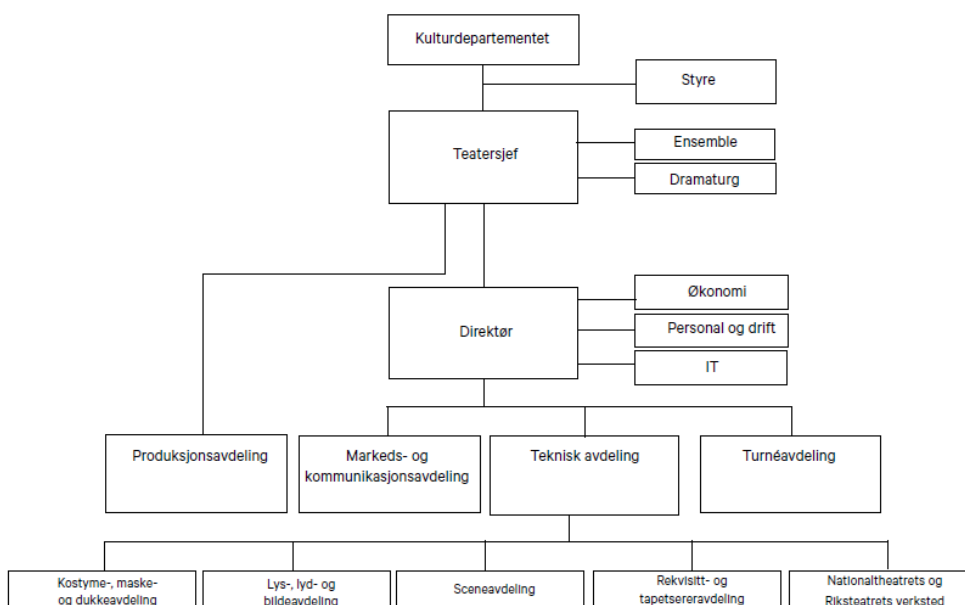 Kulturdepartementet
Styre
Teatersjef
Ensemble
Dramaturg
Økonomi
Direktør
Personal og drift
IT
Produksjonsavdeling
Markeds- og
kommunikasjonsavdeling
Teknisk avdeling
Turnéavdeling
Kostyme-, maske-
og dukkeavdeling
Lys-, lyd- og
bildeavdeling
Sceneavdeling
Rekvisitt- og
tapetsereravdeling
Nationaltheatrets og
Riksteatrets verksted